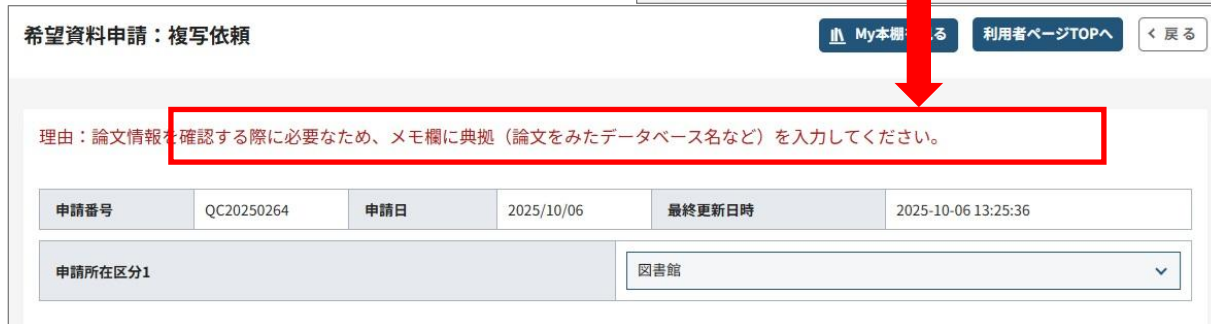 希望資料申請：複写依頼
My本棚 る 利用者ページTOPへ く 戻る
理由：論文情報を確認する際に必要なため、メモ欄に典拠（論文をみたデータベース名など）を入力してください。
申請番号 QC20250264 申請日 2025/10/06 最終更新日時 2025-10-06 13:25:36
申請所在区分1 図書館